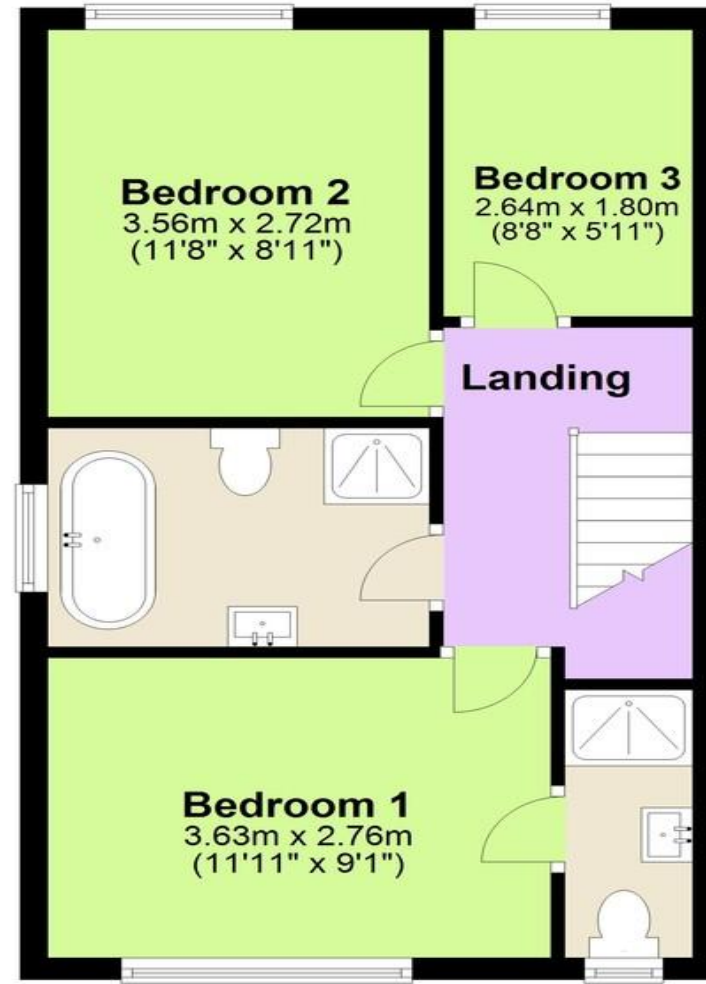 Bedroom 2
3.56m x 2.72m
(11'8" x 8'11")
Bedroom 3
2.64m x 1.80m
(8'8" x 5'11")
Landing
Bedroom 1
3.63m x 2.76m
(11'11" x 9'1")